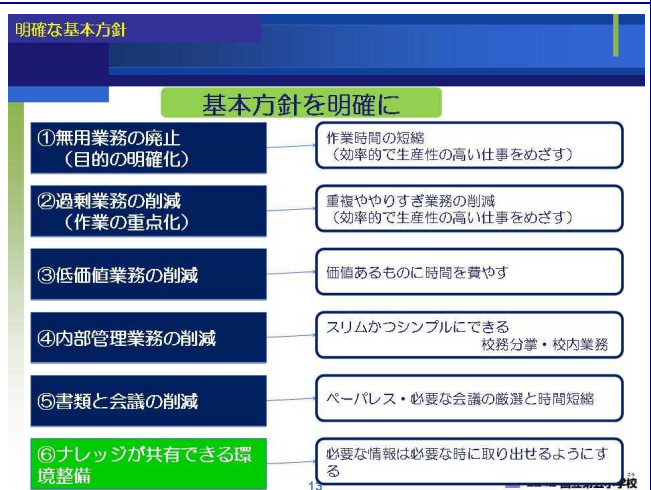 明確な基本方針
基本方針を明確に
①無用業務の廃止
（目的の明確化）
作業時間の短縮
（効率的で生産性の高い仕事をめざす）
②過剰業務の削減
（作業の重点化）
重複ややりすぎ業務の削減
（効率的で生産性の高い仕事をめざす）
③低価値業務の削減
価値あるものに時間を費やす
④内部管理業務の削減
スリムかつシンプルにできる
校務分掌・校内業務
⑤書類と会議の削減
ペーパレス・必要な会議の厳選と時間短縮
⑥ナレッジが共有できる環
境整備
必要な情報は必要な時に取り出せるようにす
る
13
小学校